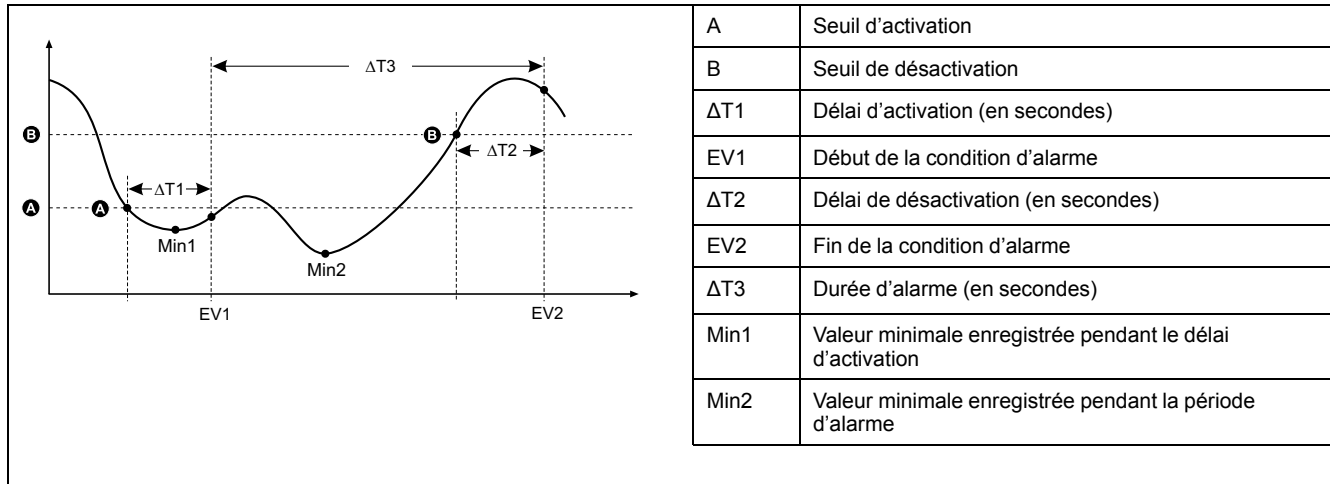 ΔT3
B
B
ΔT2
ΔT1
A
A
Min1
Min2
EV1
EV2
A Seuil d’activation
B Seuil de désactivation
ΔT1 Délai d’activation (en secondes)
EV1 Début de la condition d’alarme
ΔT2 Délai de désactivation (en secondes)
EV2 Fin de la condition d’alarme
ΔT3 Durée d’alarme (en secondes)
Min1 Valeur minimale enregistrée pendant le délai
d’activation
Min2 Valeur minimale enregistrée pendant la période
d’alarme